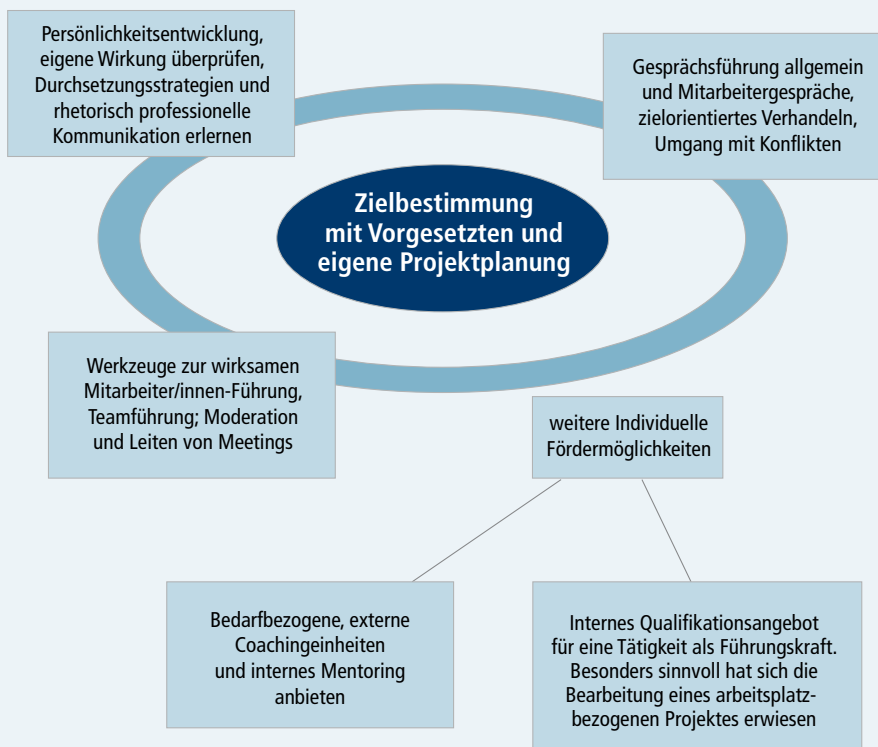 Persönlichkeitsentwicklung,
eigene Wirkung überprüfen,
Durchsetzungsstrategien und
rhetorisch professionelle
Kommunikation erlernen
Gesprächsführung allgemein
und Mitarbeitergespräche,
zielorientiertes Verhandeln,
Umgang mit Konflikten
Zielbestimmung
mit Vorgesetzten und
eigene Projektplanung
Werkzeuge zur wirksamen
Mitarbeiter/innen-Führung,
Teamführung; Moderation
und Leiten von Meetings
weitere Individuelle
Fördermöglichkeiten
Bedarfbezogene, externe
Coachingeinheiten
und internes Mentoring
anbieten
Internes Qualifikationsangebot
für eine Tätigkeit als Führungskraft.
Besonders sinnvoll hat sich die
Bearbeitung eines arbeitsplatz-
bezogenen Projektes erwiesen